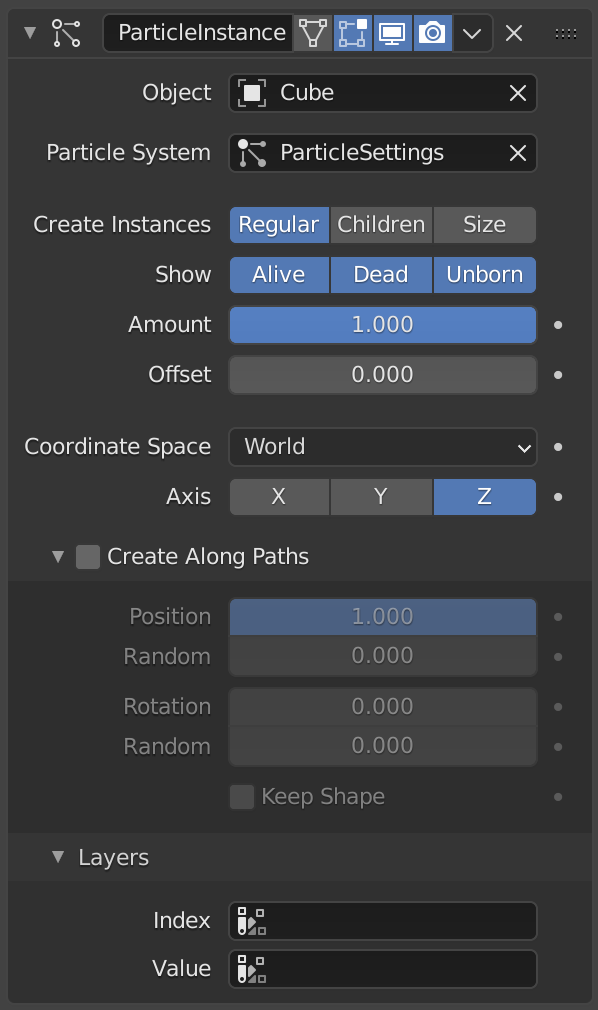 ParticleInstance
Object Cube
Particle System ParticleSettings
Create Instances Regular Children Size
Show Alive Dead Unborn
Amount 1.000
Offset 0.000
Coordinate Space World
Axis X Y Z
Create Along Paths
Position 1.000
Random 0.000
Rotation 0.000
Random 0.000
Keep Shape
Layers
Index
Value